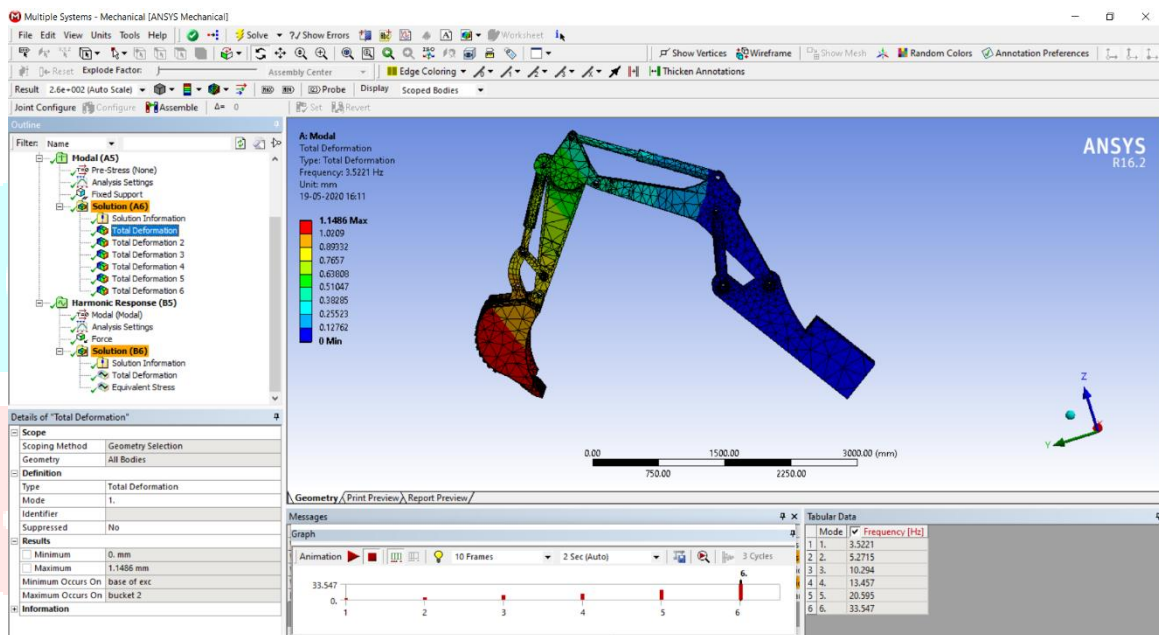 Multiple Systems - Mechanical [ANSYS Mechanical]
File Edit View Units Tools Help Solve ?/ Show Errors Worksheet
Show Vertices Wireframe Show Mesh Random Colors Annotation Preferences
Reset Explode Factor: Assembly Center Edge Coloring Thicken Annotations
Result 2.6e+002 (Auto Scale) Probe Display Scoped Bodies
Joint Configure Configure Assemble Δ= 0 Set Revert
Outline
Filter: Name
Modal (A5)
Pre-Stress (None)
Analysis Settings
Fixed Support
Solution (A6)
Solution Information
Total Deformation
Total Deformation 2
Total Deformation 3
Total Deformation 4
Total Deformation 5
Total Deformation 6
Harmonic Response (B5)
Modal (Modal)
Analysis Settings
Force
Solution (B6)
Solution Information
Total Deformation
Equivalent Stress
Details of "Total Deformation"
Scope
Scoping Method Geometry Selection
Geometry All Bodies
Definition
Type Total Deformation
Mode 1.
Identifier
Suppressed No
Results
Minimum 0. mm
Maximum 1.1486 mm
Minimum Occurs On base of exc
Maximum Occurs On bucket 2
Information
A: Modal
Total Deformation
Type: Total Deformation
Frequency: 3.5221 Hz
Unit: mm
19-05-2020 16:11
1.1486 Max
1.0209
0.89332
0.7657
0.63808
0.51047
0.38285
0.25523
0.12762
0 Min
ANSYS
R16.2
Z
Y
0.00 1500.00 3000.00 (mm)
750.00 2250.00
Geometry Print Preview Report Preview
Messages
Graph
Animation 10 Frames 2 Sec (Auto) 3 Cycles
6.
33.547
0.
1 2 3 4 5 6
Tabular Data
Mode Frequency [Hz]
1 1. 3.5221
2 2. 5.2715
3 3. 10.294
4 4. 13.457
5 5. 20.595
6 6. 33.547